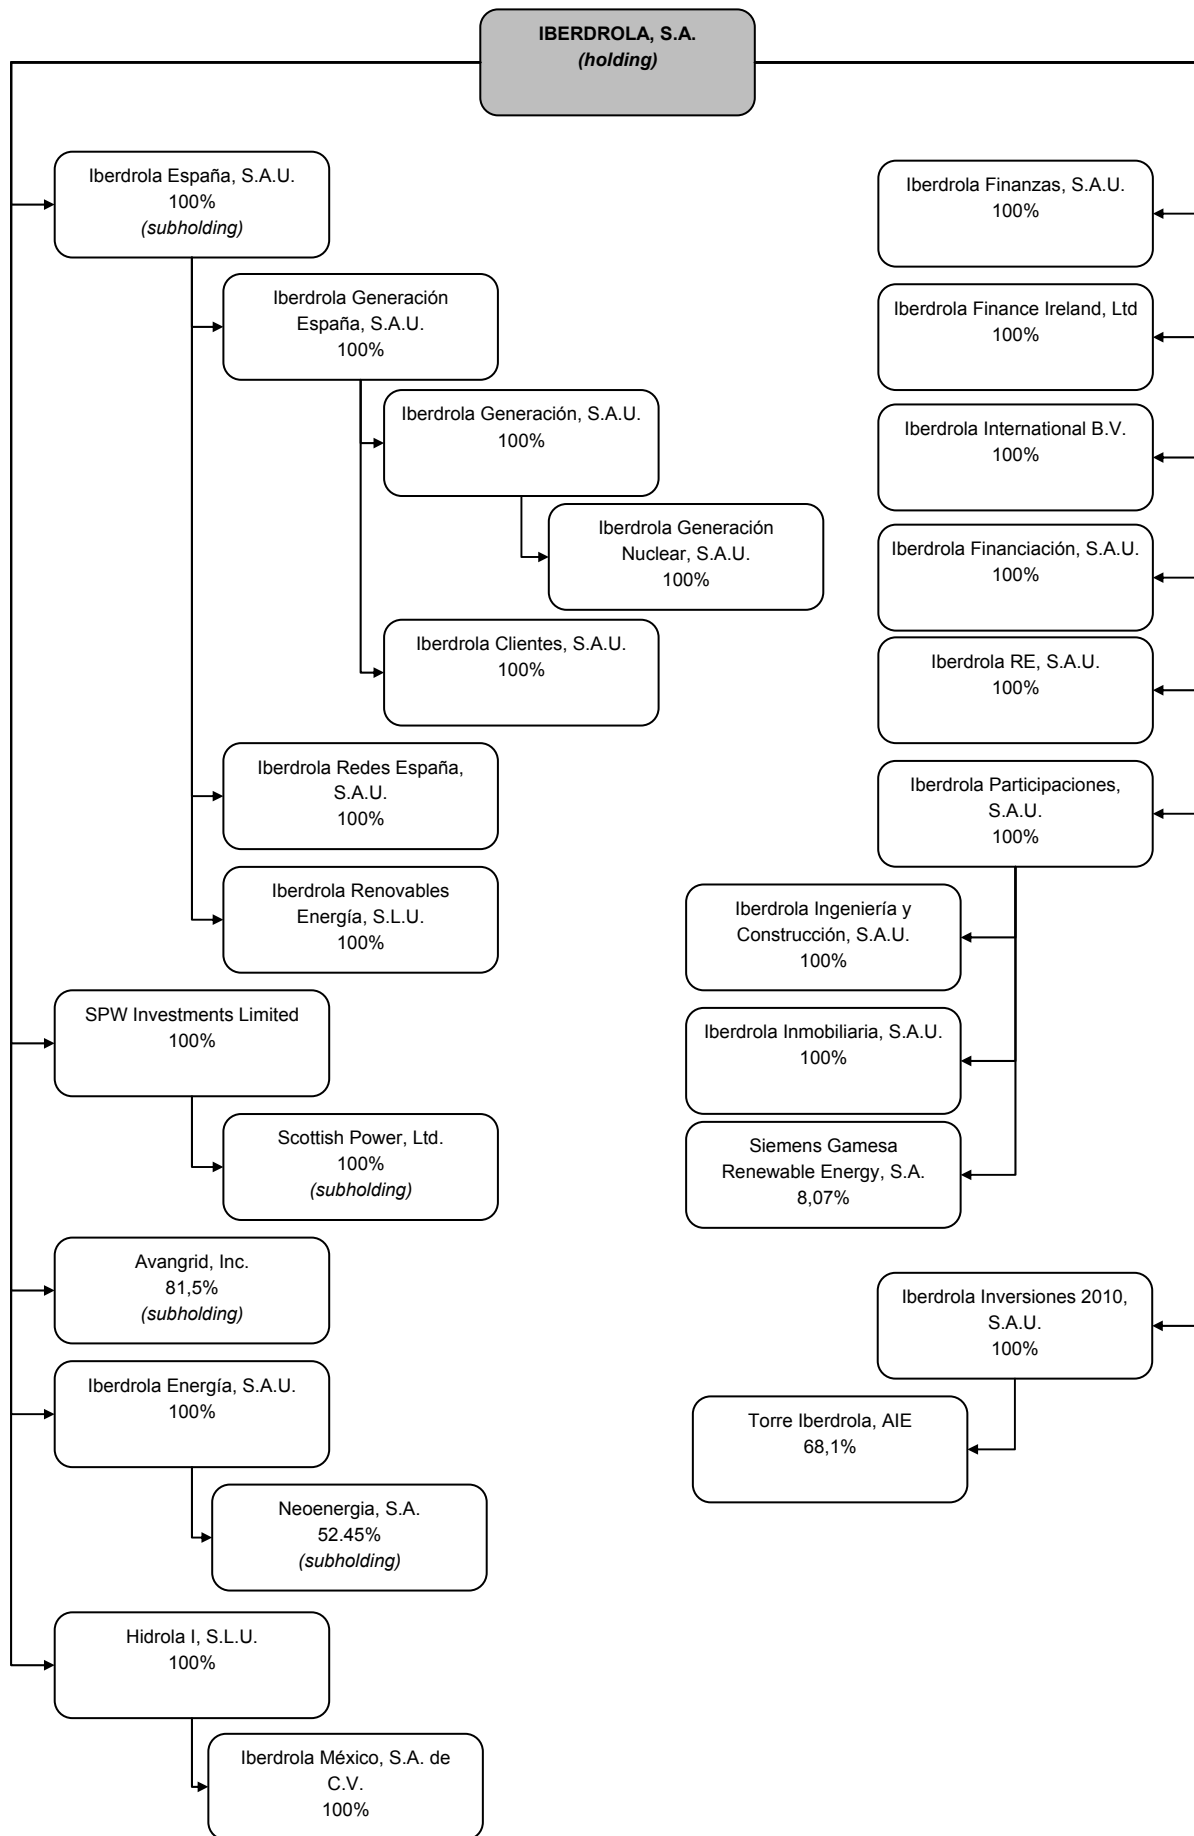 IBERDROLA, S.A.
(holding)
Iberdrola España, S.A.U.
100%
(subholding)
Iberdrola Generación
España, S.A.U.
100%
Iberdrola Generación, S.A.U.
100%
Iberdrola Generación
Nuclear, S.A.U.
100%
Iberdrola Clientes, S.A.U.
100%
Iberdrola Redes España,
S.A.U.
100%
Iberdrola Renovables
Energía, S.L.U.
100%
SPW Investments Limited
100%
Scottish Power, Ltd.
100%
(subholding)
Avangrid, Inc.
81,5%
(subholding)
Iberdrola Energía, S.A.U.
100%
Neoenergia, S.A.
52.45%
(subholding)
Hidrola I, S.L.U.
100%
Iberdrola México, S.A. de
C.V.
100%
Iberdrola Finanzas, S.A.U.
100%
Iberdrola Finance Ireland, Ltd
100%
Iberdrola International B.V.
100%
Iberdrola Financiación, S.A.U.
100%
Iberdrola RE, S.A.U.
100%
Iberdrola Participaciones,
S.A.U.
100%
Iberdrola Ingeniería y
Construcción, S.A.U.
100%
Iberdrola Inmobiliaria, S.A.U.
100%
Siemens Gamesa
Renewable Energy, S.A.
8,07%
Iberdrola Inversiones 2010,
S.A.U.
100%
Torre Iberdrola, AIE
68,1%